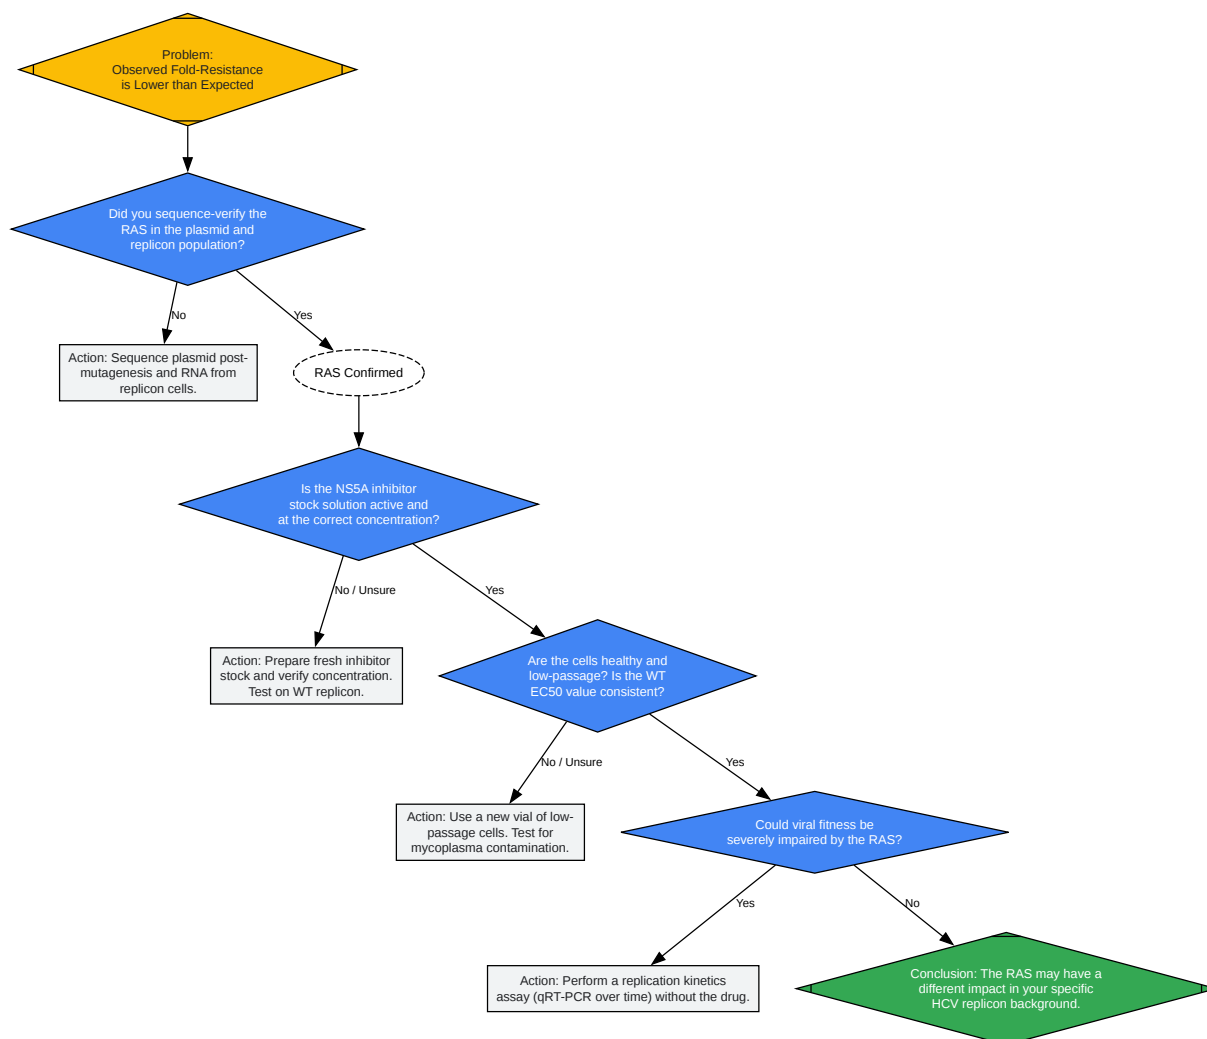 Problem:
Observed Fold-Resistance
is Lower than Expected
Did you sequence-verify the
RAS in the plasmid and
replicon population?
No
Yes
Action: Sequence plasmid post-
mutagenesis and RNA from
replicon cells.
RAS Confirmed
Is the NS5A inhibitor
stock solution active and
at the correct concentration?
No / Unsure
Yes
Action: Prepare fresh inhibitor
stock and verify concentration.
Test on WT replicon.
Are the cells healthy and
low-passage? Is the WT
EC50 value consistent?
No / Unsure
Yes
Action: Use a new vial of low-
passage cells. Test for
mycoplasma contamination.
Could viral fitness be
severely impaired by the RAS?
Yes
No
Action: Perform a replication kinetics
assay (qRT-PCR over time) without the drug.
Conclusion: The RAS may have a
different impact in your specific
HCV replicon background.